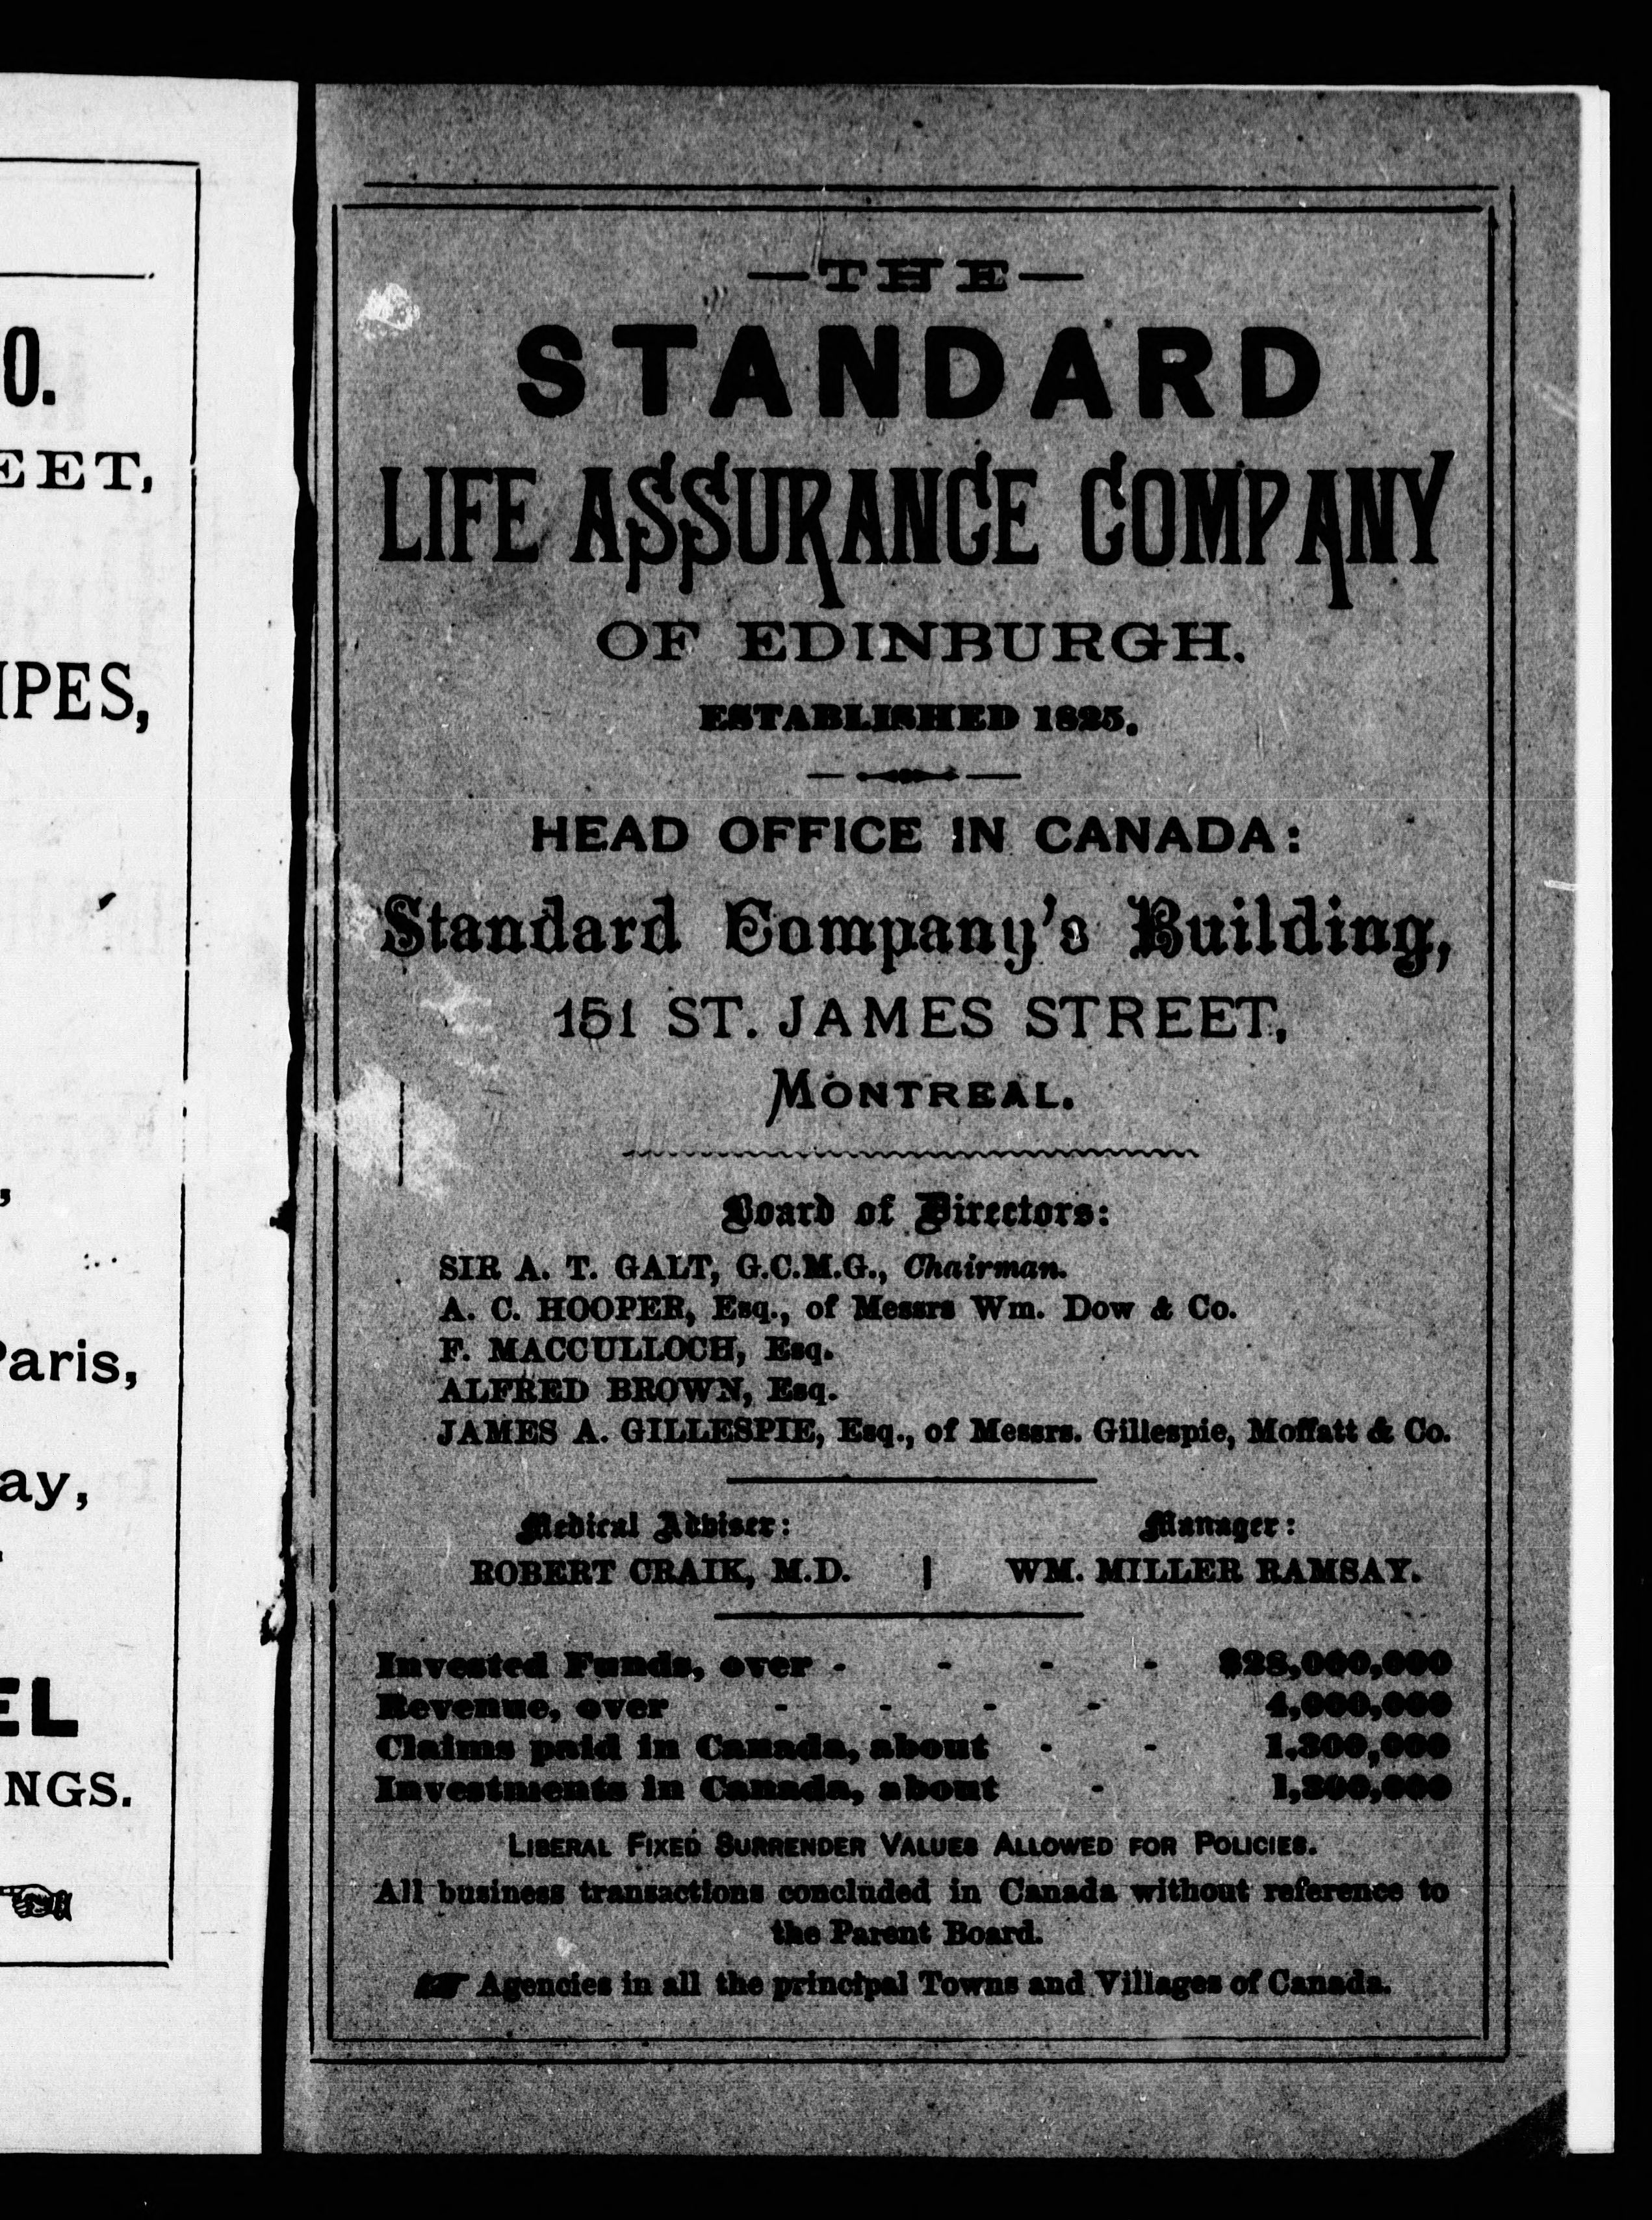 O.
EET,
IPES,
,
Paris,
ay,
EL
NGS.
—THE—
STANDARD
LIFE ASSURANCE COMPANY
OF EDINBURGH.
ESTABLISHED 1825.
HEAD OFFICE IN CANADA:
Standard Company's Building,
151 ST. JAMES STREET,
MONTREAL.
Board of Directors:
SIR A. T. GALT, G.C.M.G., Chairman.
A. C. HOOPER, Esq., of Messrs Wm. Dow & Co.
F. MACCULLOCH, Esq.
ALFRED BROWN, Esq.
JAMES A. GILLESPIE, Esq., of Messrs. Gillespie, Moffatt & Co.
Medical Adviser: Manager:
ROBERT CRAIK, M.D. | WM. MILLER RAMSAY.
Invested Funds, over - - - - $28,000,000
Revenue, over - - - - 4,000,000
Claims paid in Canada, about - - 1,300,000
Investments in Canada, about -
LIBERAL FIXED SURRENDER VALUES ALLOWED FOR POLICIES.
All business transactions concluded in Canada without reference to
the Parent Board.
☞ Agencies in all the principal Towns and Villages of Canada.